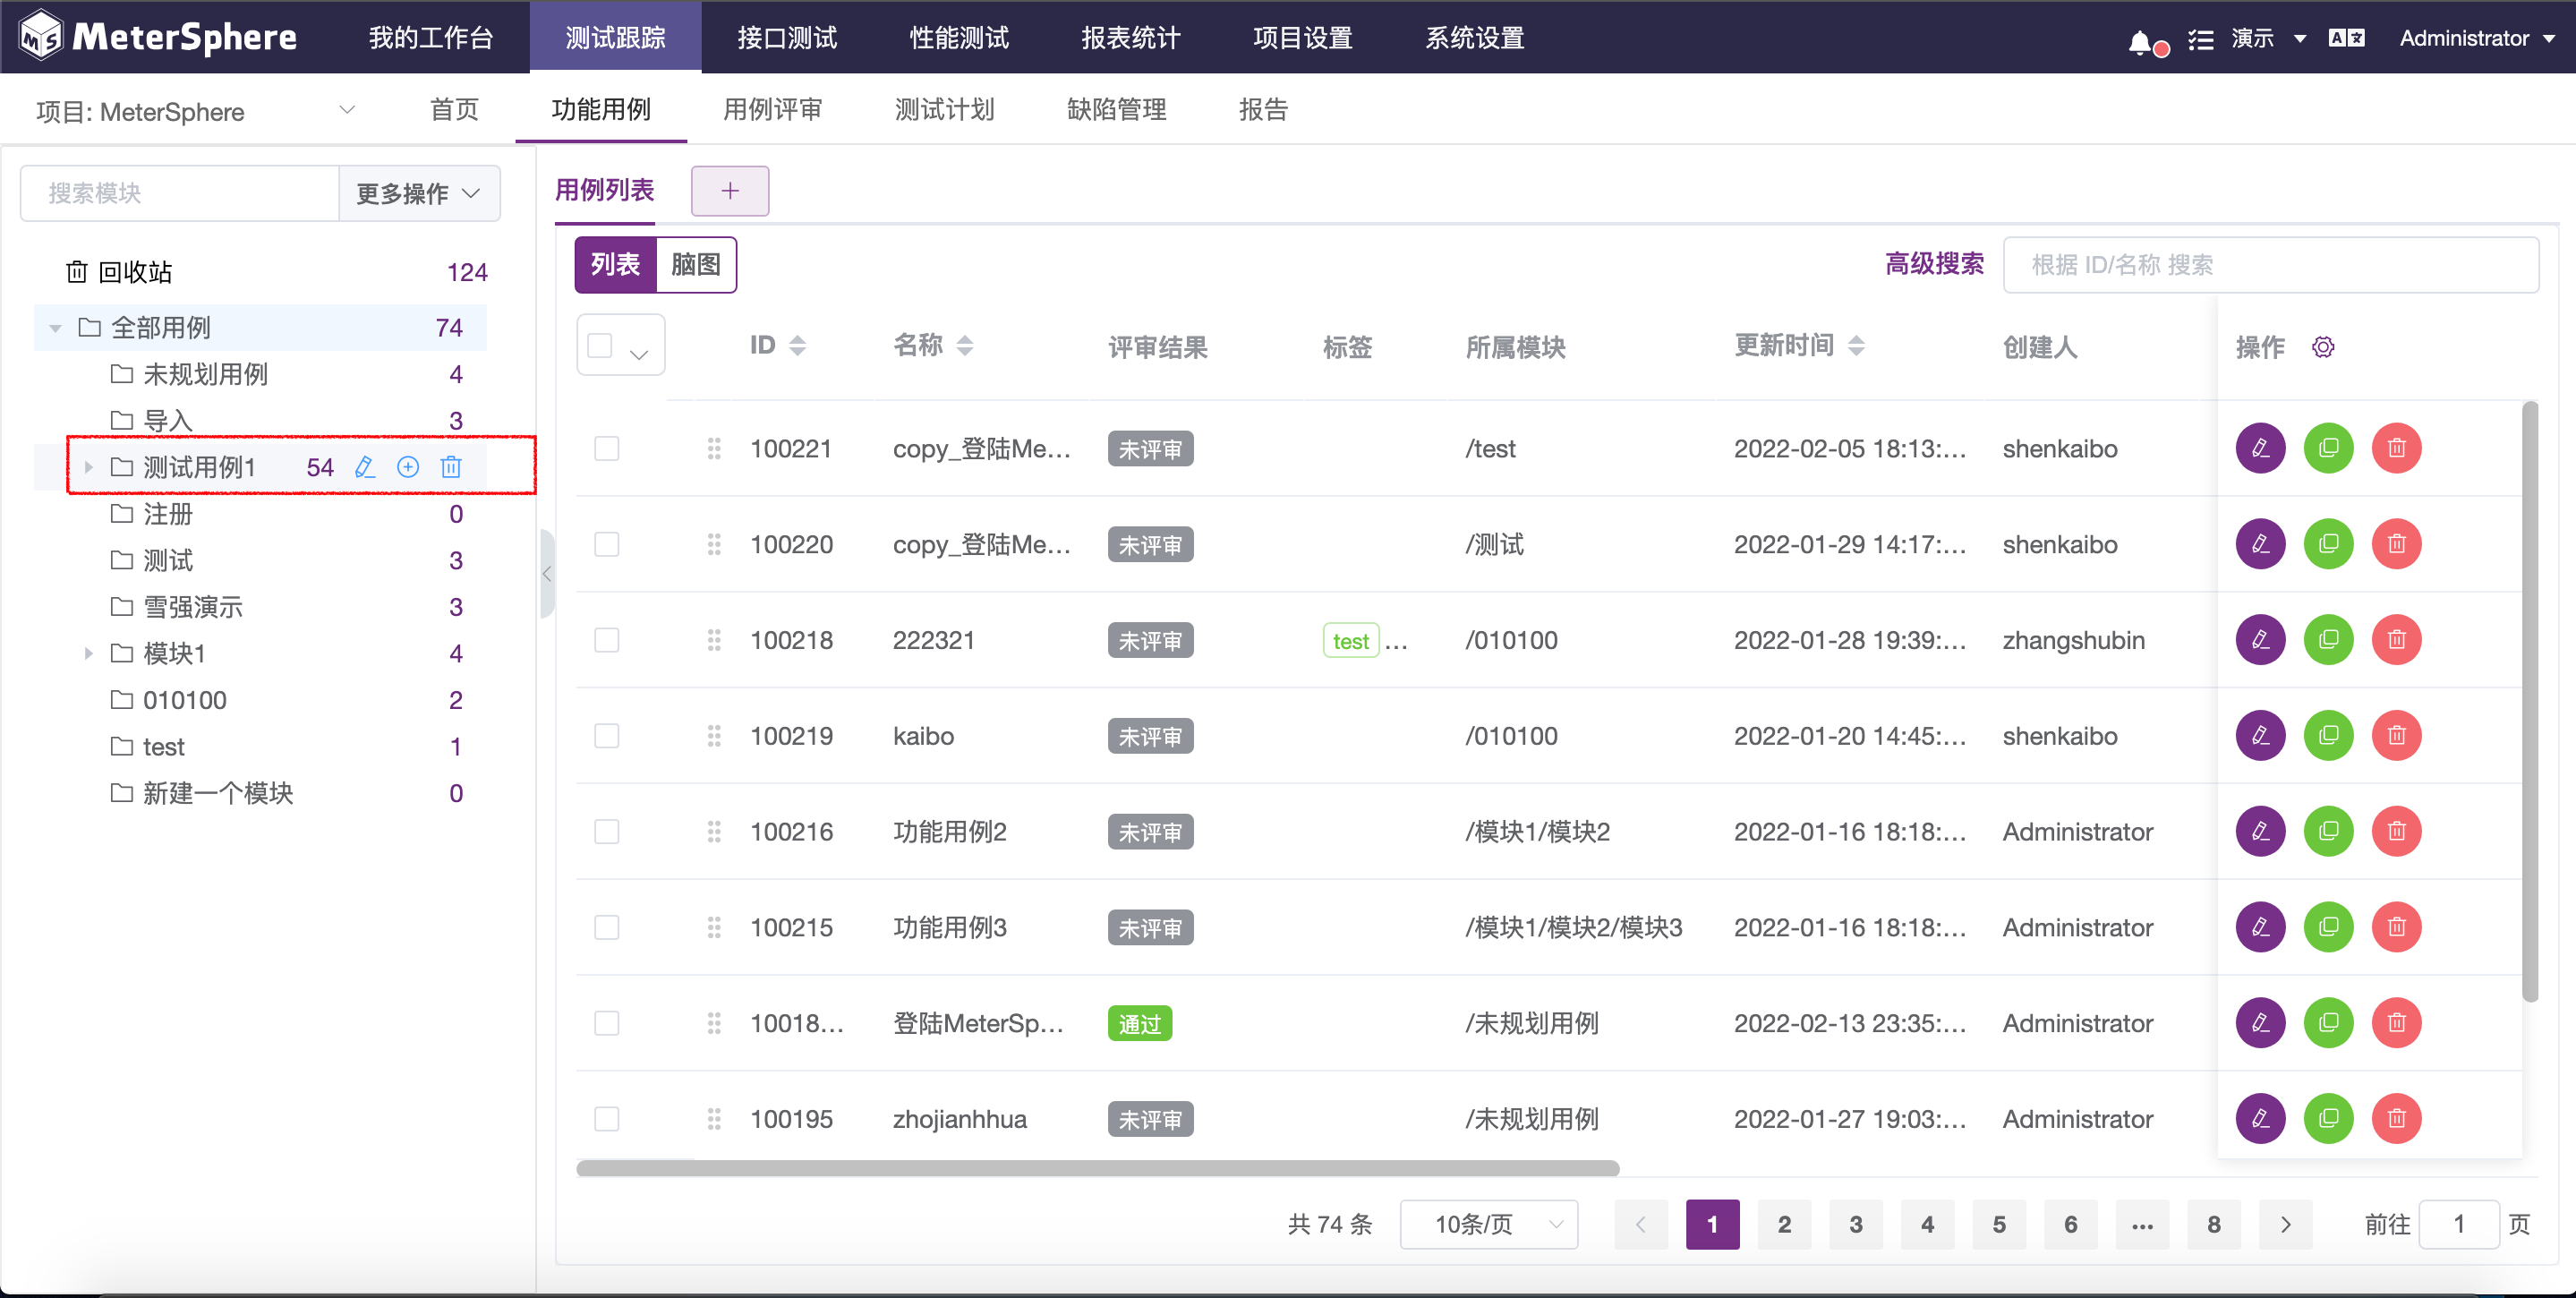 MeterSphere 我的工作台 测试跟踪 接口测试 性能测试 报表统计 项目设置 系统设置 演示 Administrator
项目: MeterSphere 首页 功能用例 用例评审 测试计划 缺陷管理 报告
搜索模块 更多操作
回收站 124
全部用例 74
未规划用例 4
导入 3
测试用例1 54
注册 0
测试 3
雪强演示 3
模块1 4
010100 2
test 1
新建一个模块 0
用例列表 +
列表 脑图 高级搜索 根据 ID/名称 搜索
ID 名称 评审结果 标签 所属模块 更新时间 创建人 操作
100221 copy_登陆Me... 未评审 /test 2022-02-05 18:13:... shenkaibo
100220 copy_登陆Me... 未评审 /测试 2022-01-29 14:17:... shenkaibo
100218 222321 未评审 test ... /010100 2022-01-28 19:39:... zhangshubin
100219 kaibo 未评审 /010100 2022-01-20 14:45:... shenkaibo
100216 功能用例2 未评审 /模块1/模块2 2022-01-16 18:18:... Administrator
100215 功能用例3 未评审 /模块1/模块2/模块3 2022-01-16 18:18:... Administrator
10018... 登陆MeterSp... 通过 /未规划用例 2022-02-13 23:35:... Administrator
100195 zhojianhhua 未评审 /未规划用例 2022-01-27 19:03:... Administrator
共 74 条 10条/页 1 2 3 4 5 6 ... 8 前往 1 页